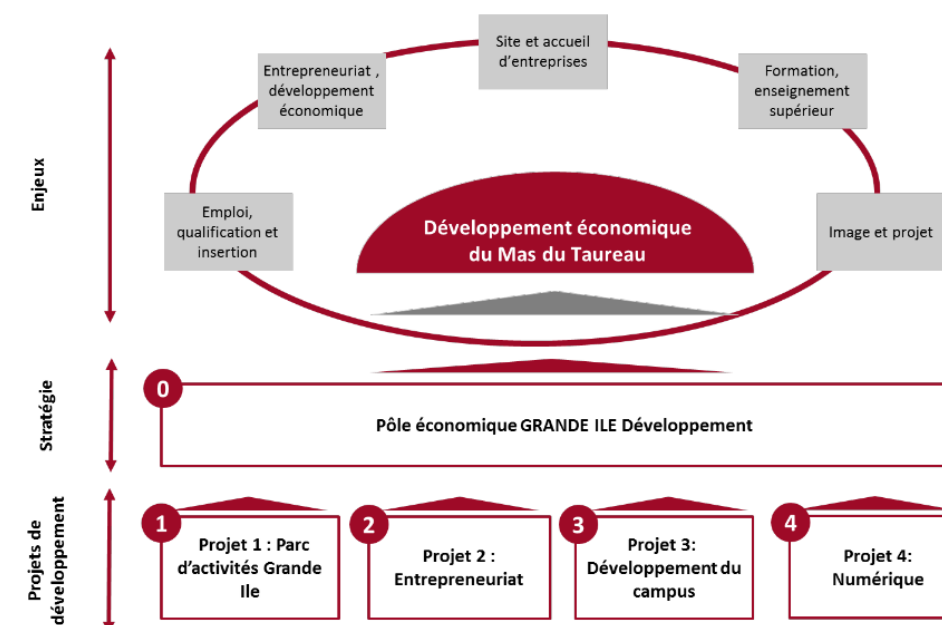 Enjeux
Site et accueil
d'entreprises
Entrepreneuriat ,
développement
économique
Formation,
enseignement
supérieur
Emploi,
qualification et
insertion
Image et projet
Développement économique
du Mas du Taureau
Stratégie
0
Pôle économique GRANDE ILE Développement
Projets de
développement
1
Projet 1 : Parc
d'activités Grande
Ile
2
Projet 2 :
Entrepreneuriat
3
Projet 3:
Développement du
campus
4
Projet 4:
Numérique